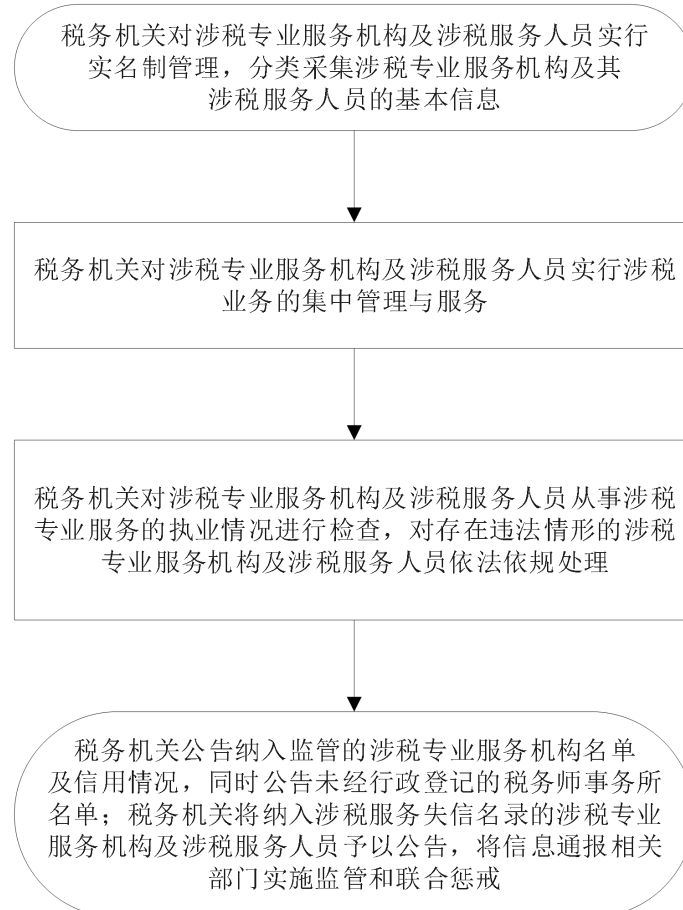 税务机关对涉税专业服务机构及涉税服务人员实行
实名制管理，分类采集涉税专业服务机构及其
涉税服务人员的基本信息
税务机关对涉税专业服务机构及涉税服务人员实行涉税
业务的集中管理与服务
税务机关对涉税专业服务机构及涉税服务人员从事涉税
专业服务的执业情况进行检查，对存在违法情形的涉税
专业服务机构及涉税服务人员依法依规处理
税务机关公告纳入监管的涉税专业服务机构名单
及信用情况，同时公告未经行政登记的税务师事务所
名单；税务机关将纳入涉税服务失信名录的涉税专业
服务机构及涉税服务人员予以公告，将信息通报相关
部门实施监管和联合惩戒